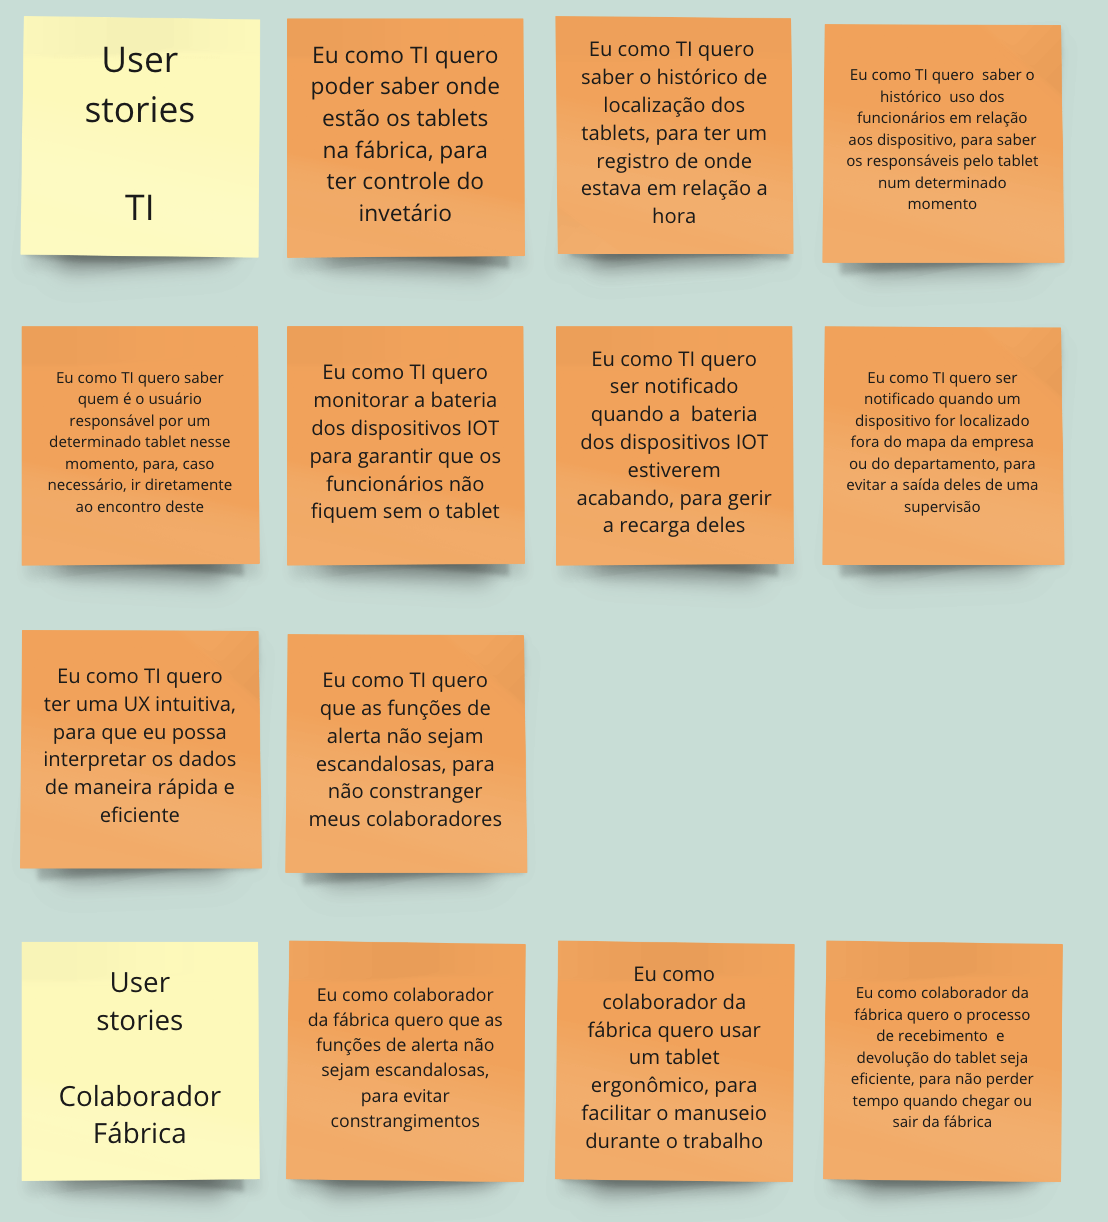 User
stories
TI
Eu como TI quero
poder saber onde
estão os tablets
na fábrica, para
ter controle do
invetário
Eu como TI quero
saber o histórico de
localização dos
tablets, para ter um
registro de onde
estava em relação a
hora
Eu como TI quero  saber o
histórico  uso dos
funcionários em relação
aos dispositivo, para saber
os responsáveis pelo tablet
num determinado
momento
Eu como TI quero saber
quem é o usuário
responsável por um
determinado tablet nesse
momento, para, caso
necessário, ir diretamente
ao encontro deste
Eu como TI quero
monitorar a bateria
dos dispositivos IOT
para garantir que os
funcionários não
fiquem sem o tablet
Eu como TI quero
ser notificado
quando a  bateria
dos dispositivos IOT
estiverem
acabando, para gerir
a recarga deles
Eu como TI quero ser
notificado quando um
dispositivo for localizado
fora do mapa da empresa
ou do departamento, para
evitar a saída deles de uma
supervisão
Eu como TI quero
ter uma UX intuitiva,
para que eu possa
interpretar os dados
de maneira rápida e
eficiente
Eu como TI quero
que as funções de
alerta não sejam
escandalosas, para
não constranger
meus colaboradores
User
stories
Colaborador
Fábrica
Eu como colaborador
da fábrica quero que as
funções de alerta não
sejam escandalosas,
para evitar
constrangimentos
Eu como
colaborador da
fábrica quero usar
um tablet
ergonômico, para
facilitar o manuseio
durante o trabalho
Eu como colaborador da
fábrica quero o processo
de recebimento  e
devolução do tablet seja
eficiente, para não perder
tempo quando chegar ou
sair da fábrica